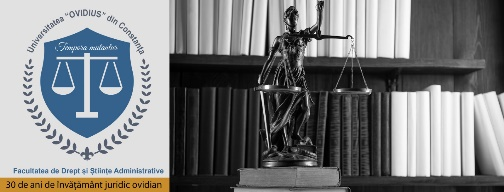 Universitatea "OVIDIUS" din Constanța
Tempora mutantur
Facultatea de Drept și Științe Administrative
30 de ani de învățământ juridic ovidian